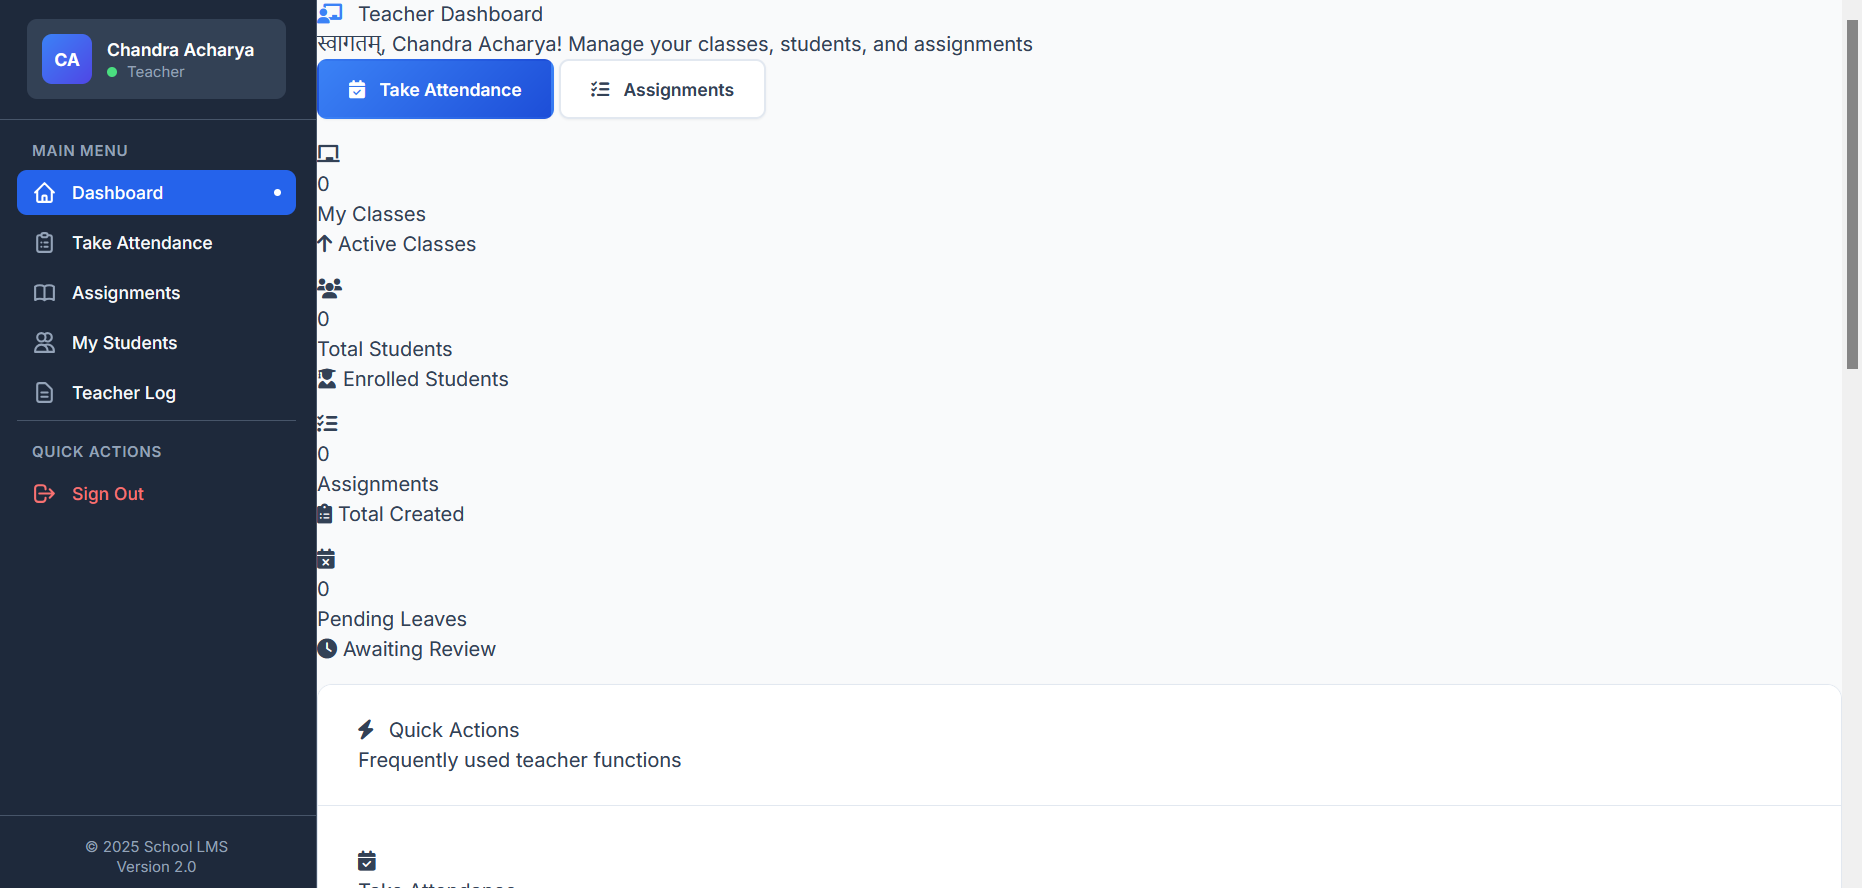 CA
Chandra Acharya
Teacher
MAIN MENU
Dashboard
Take Attendance
Assignments
My Students
Teacher Log
QUICK ACTIONS
Sign Out
© 2025 School LMS
Version 2.0
Teacher Dashboard
स्वागतम्, Chandra Acharya! Manage your classes, students, and assignments
Take Attendance
Assignments
0
My Classes
Active Classes
0
Total Students
Enrolled Students
0
Assignments
Total Created
0
Pending Leaves
Awaiting Review
Quick Actions
Frequently used teacher functions
Take Attendance